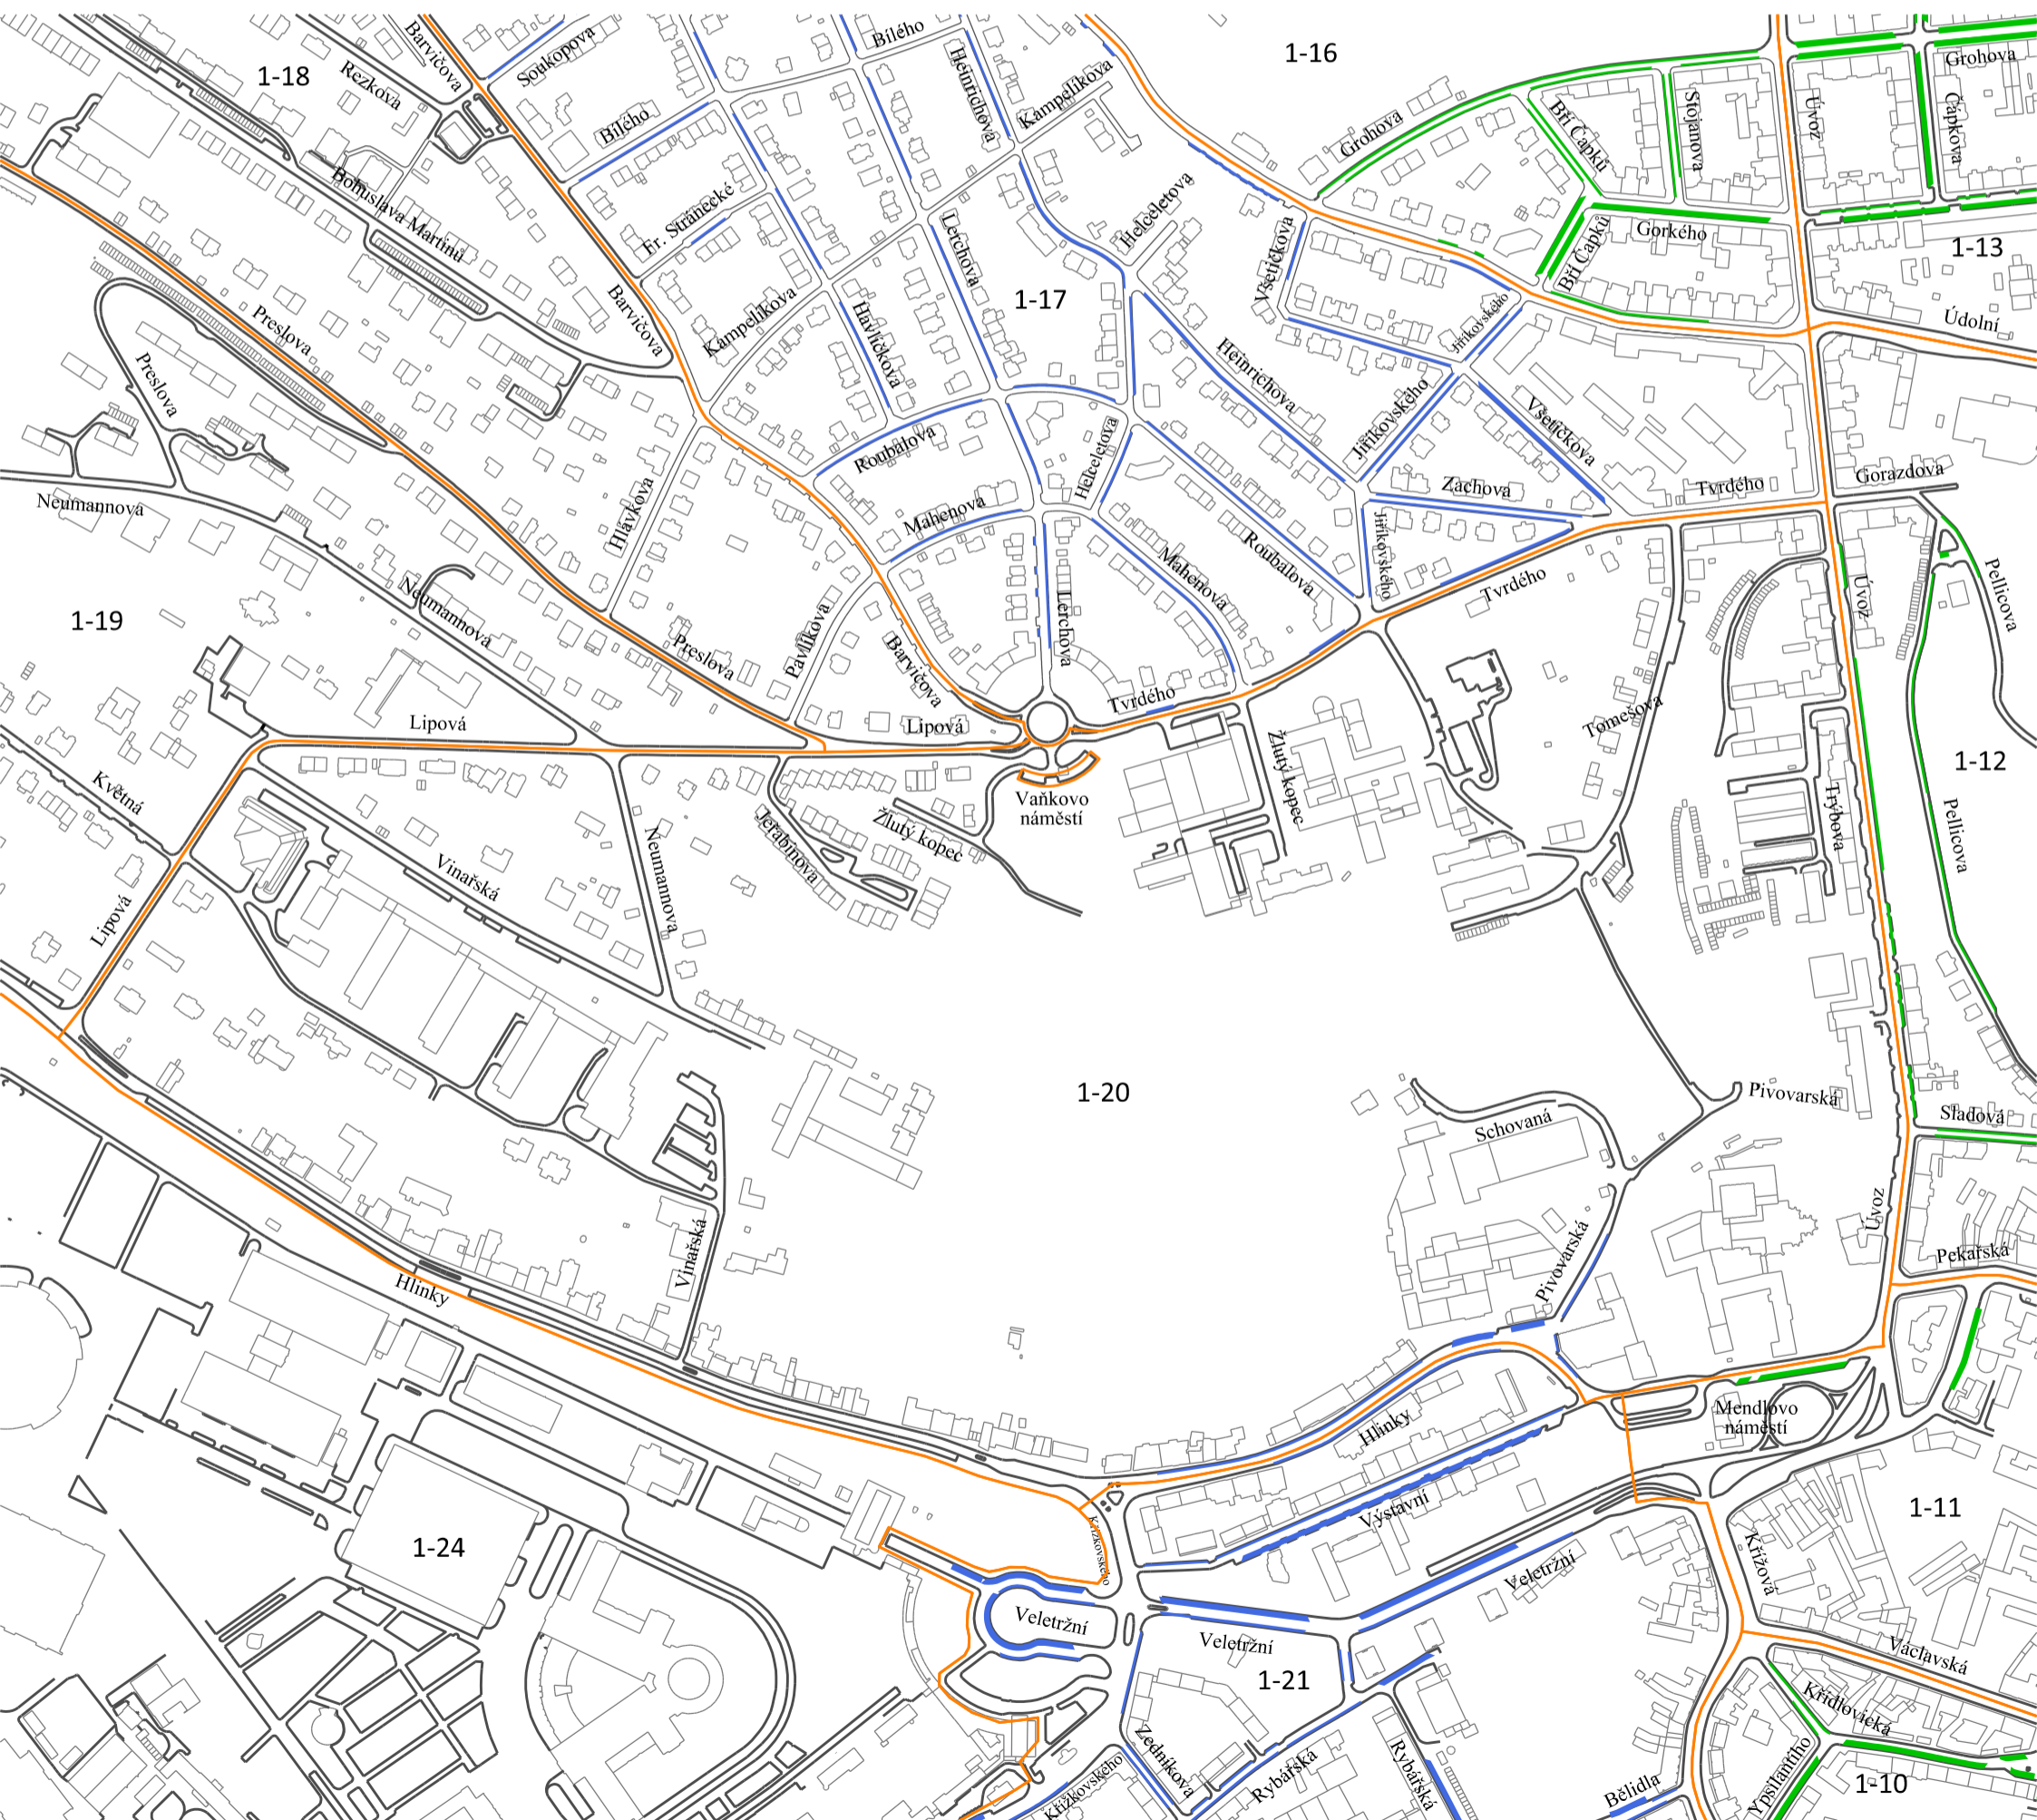 Barvičova
Soukopova
Bílého
Heinrichova
1-16
Grohova
1-18
Rezkova
Kampelíkova
Bílého
Grohova
Bří Čapků
Stojanova
Úvoz
Čapkova
Bohuslava Martinů
Fr. Stránecké
Helceletova
Lerchova
Všetičkova
Bří Čapků
Gorkého
1-13
Preslova
Barvičova
Kampelíkova
1-17
Jiříkovského
Údolní
Preslova
Havlíčkova
Heinrichova
Jiříkovského
Všetičkova
Roubalova
Helceletova
Zachova
Tvrdého
Gorazdova
Neumannová
Hlávkova
Mahenova
Jiříkovského
Roubalova
Mahenova
Tvrdého
Úvoz
Pellicova
1-19
Neumannova
Preslova
Pavlíkova
Barvičova
Lerchova
Tvrdého
Tomešova
Lipová
Lipová
Žlutý kopec
1-12
Květná
Vaňkovo
náměstí
Trýbova
Pellicova
Jeřabinova
Žlutý kopec
Vinařská
Neumannova
Lipová
1-20
Pivovarská
Schovaná
Sladová
Úvoz
Vinařská
Pivovarská
Pekařská
Hlinky
Hlinky
Mendlovo
náměstí
Výstavní
1-11
Křížkovského
1-24
Veletržní
Křížová
Veletržní
Veletržní
Václavská
1-21
Křídlovická
Zedníkova
Křížkovského
Rybářská
Rybářská
Bělidla
Ypsilantiho
1-10